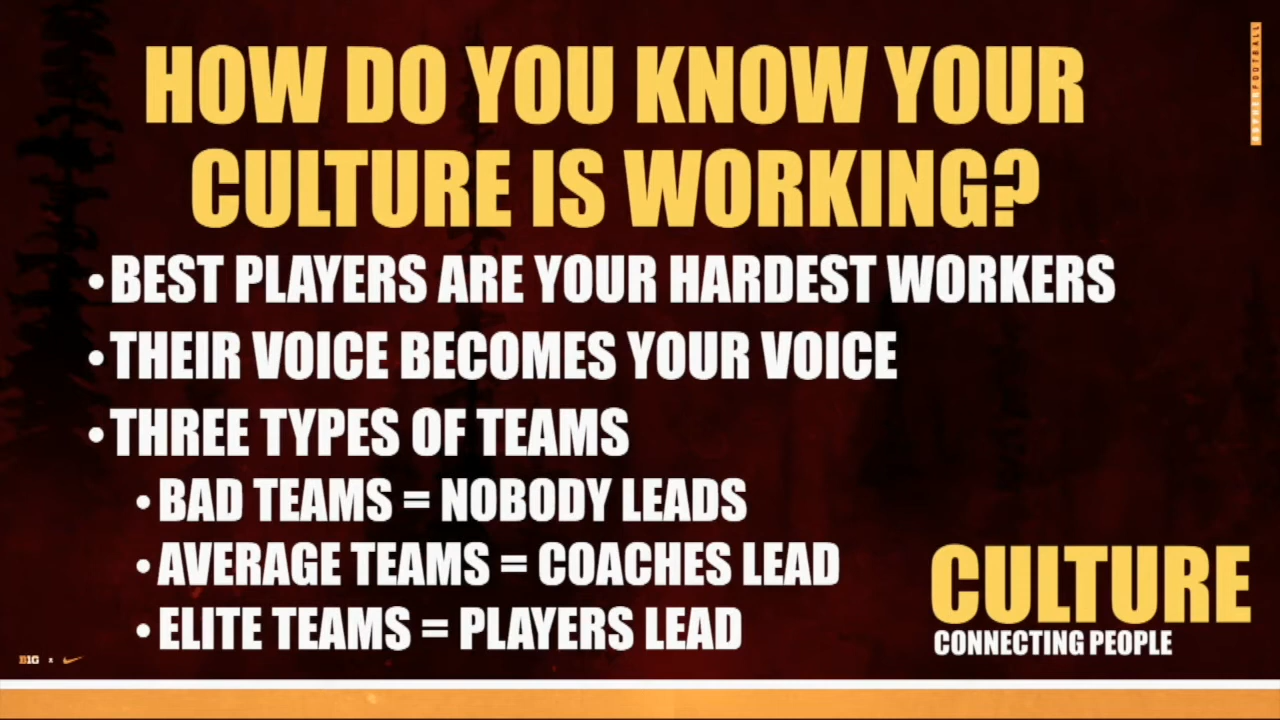 HOW DO YOU KNOW YOUR
CULTURE IS WORKING?
•BEST PLAYERS ARE YOUR HARDEST WORKERS
•THEIR VOICE BECOMES YOUR VOICE
•THREE TYPES OF TEAMS
•BAD TEAMS = NOBODY LEADS
•AVERAGE TEAMS = COACHES LEAD
•ELITE TEAMS = PLAYERS LEAD
CULTURE
CONNECTING PEOPLE
B1G x